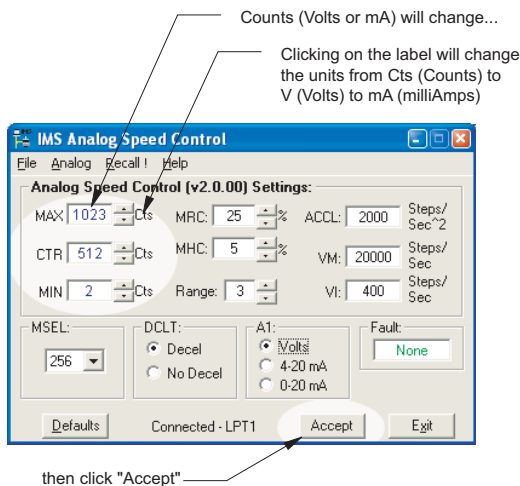 Counts (Volts or mA) will change...
Clicking on the label will change
the units from Cts (Counts) to
V (Volts) to mA (milliAmps)
IMS Analog Speed Control
File Analog Recall ! Help
Analog Speed Control (v2.0.00) Settings:
MAX 1023 Cts MRC: 25 % ACCL: 2000 Steps/Sec^2
CTR 512 Cts MHC: 5 % VM: 20000 Steps/Sec
MIN 2 Cts Range: 3 VI: 400 Steps/Sec
MSEL: DCLT: A1: Fault:
256 Decel Volts None
No Decel 4-20 mA
0-20 mA
Defaults Connected - LPT1 Accept Exit
then click "Accept"